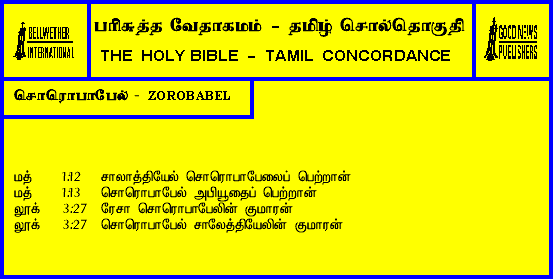 BELLWETHER
INTERNATIONAL
பரிசுத்த வேதாகமம் - தமிழ் சொல்தொகுதி
THE HOLY BIBLE - TAMIL CONCORDANCE
GOOD NEWS
PUBLISHERS
சொரொபாபேல் - ZOROBABEL
மத் 1:12 சாலாத்தியேல் சொரொபாபேலைப் பெற்றான்
மத் 1:13 சொரொபாபேல் அபியூதைப் பெற்றான்
லூக் 3:27 ரேசா சொரொபாபேலின் குமாரன்
லூக் 3:27 சொரொபாபேல் சாலேத்தியேலின் குமாரன்